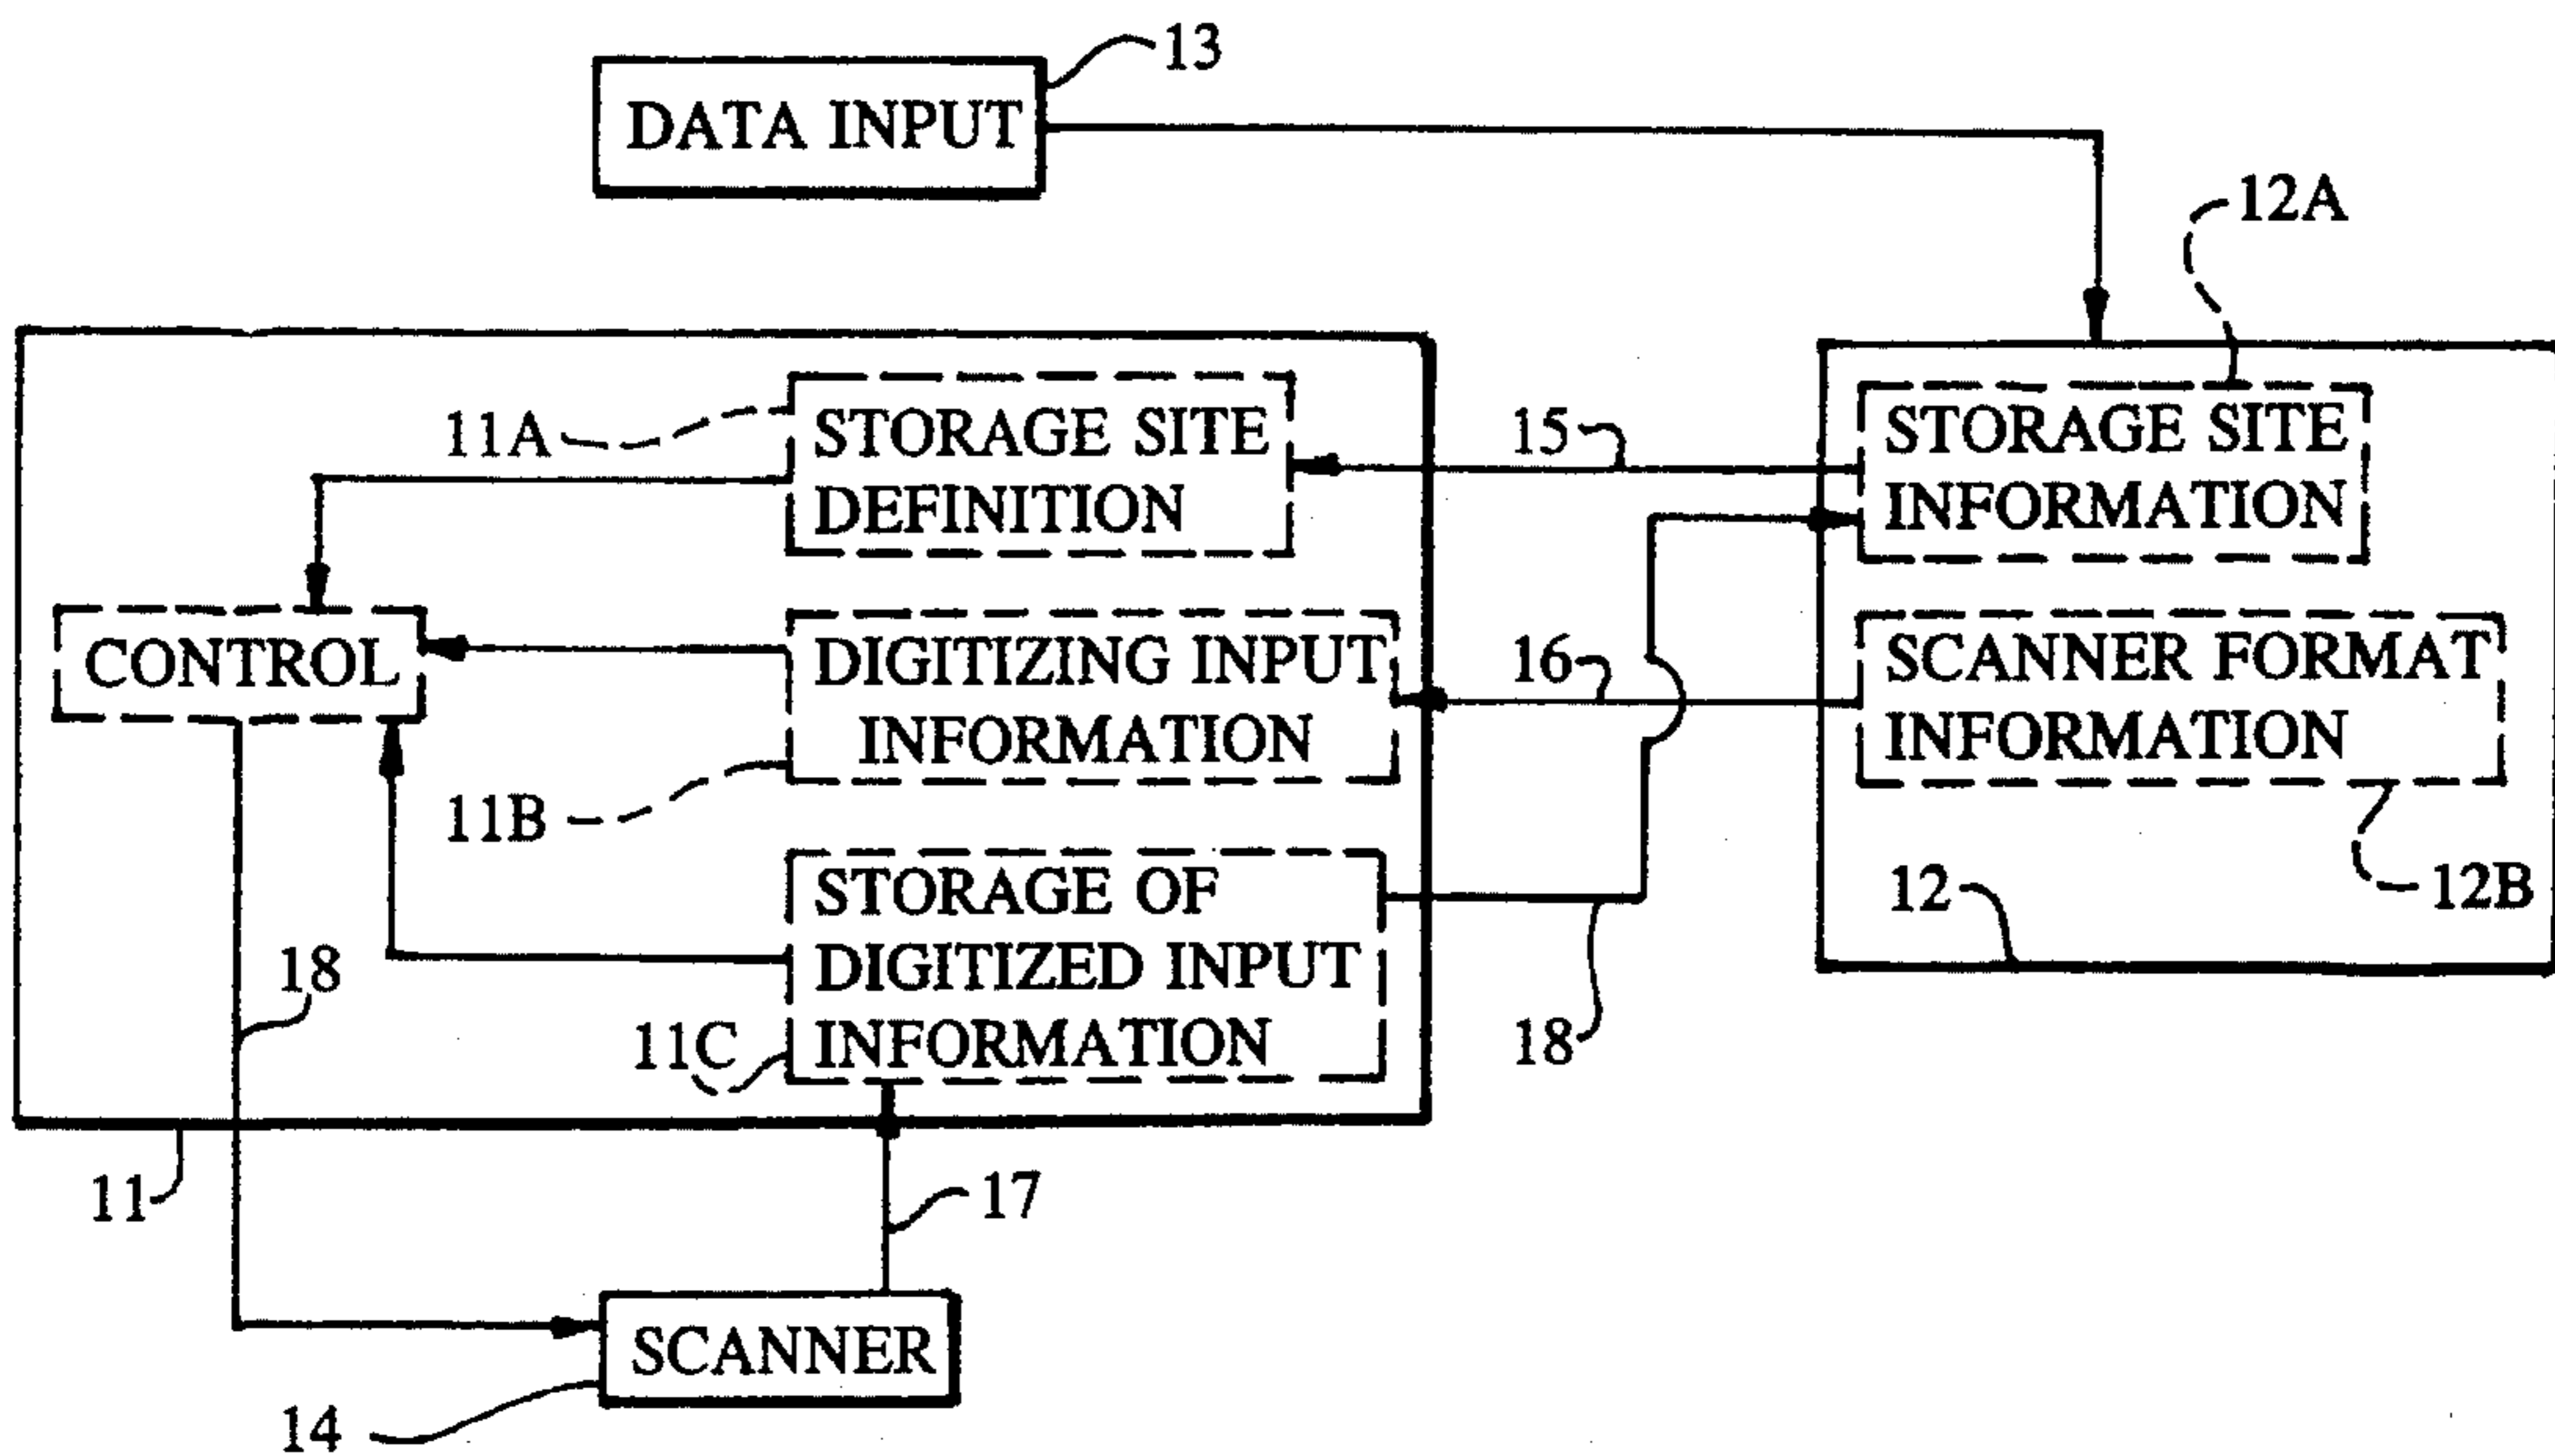 13
DATA INPUT
12A
11A
STORAGE SITE
DEFINITION
15
STORAGE SITE
INFORMATION
CONTROL
DIGITIZING INPUT
INFORMATION
16
SCANNER FORMAT
INFORMATION
11B
12B
12
STORAGE OF
DIGITIZED INPUT
INFORMATION
18
11C
18
11
17
SCANNER
14